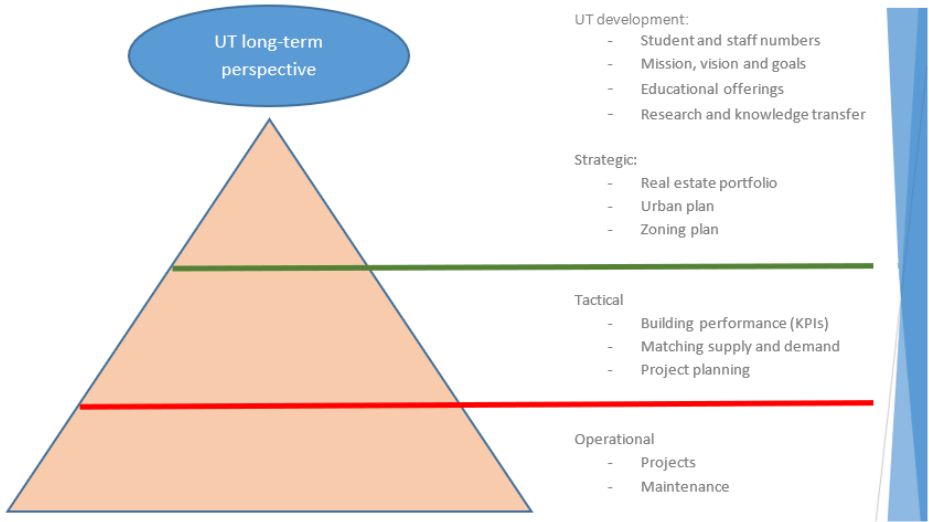 UT long-term
perspective
UT development:
- Student and staff numbers
- Mission, vision and goals
- Educational offerings
- Research and knowledge transfer
Strategic:
- Real estate portfolio
- Urban plan
- Zoning plan
Tactical
- Building performance (KPIs)
- Matching supply and demand
- Project planning
Operational
- Projects
- Maintenance